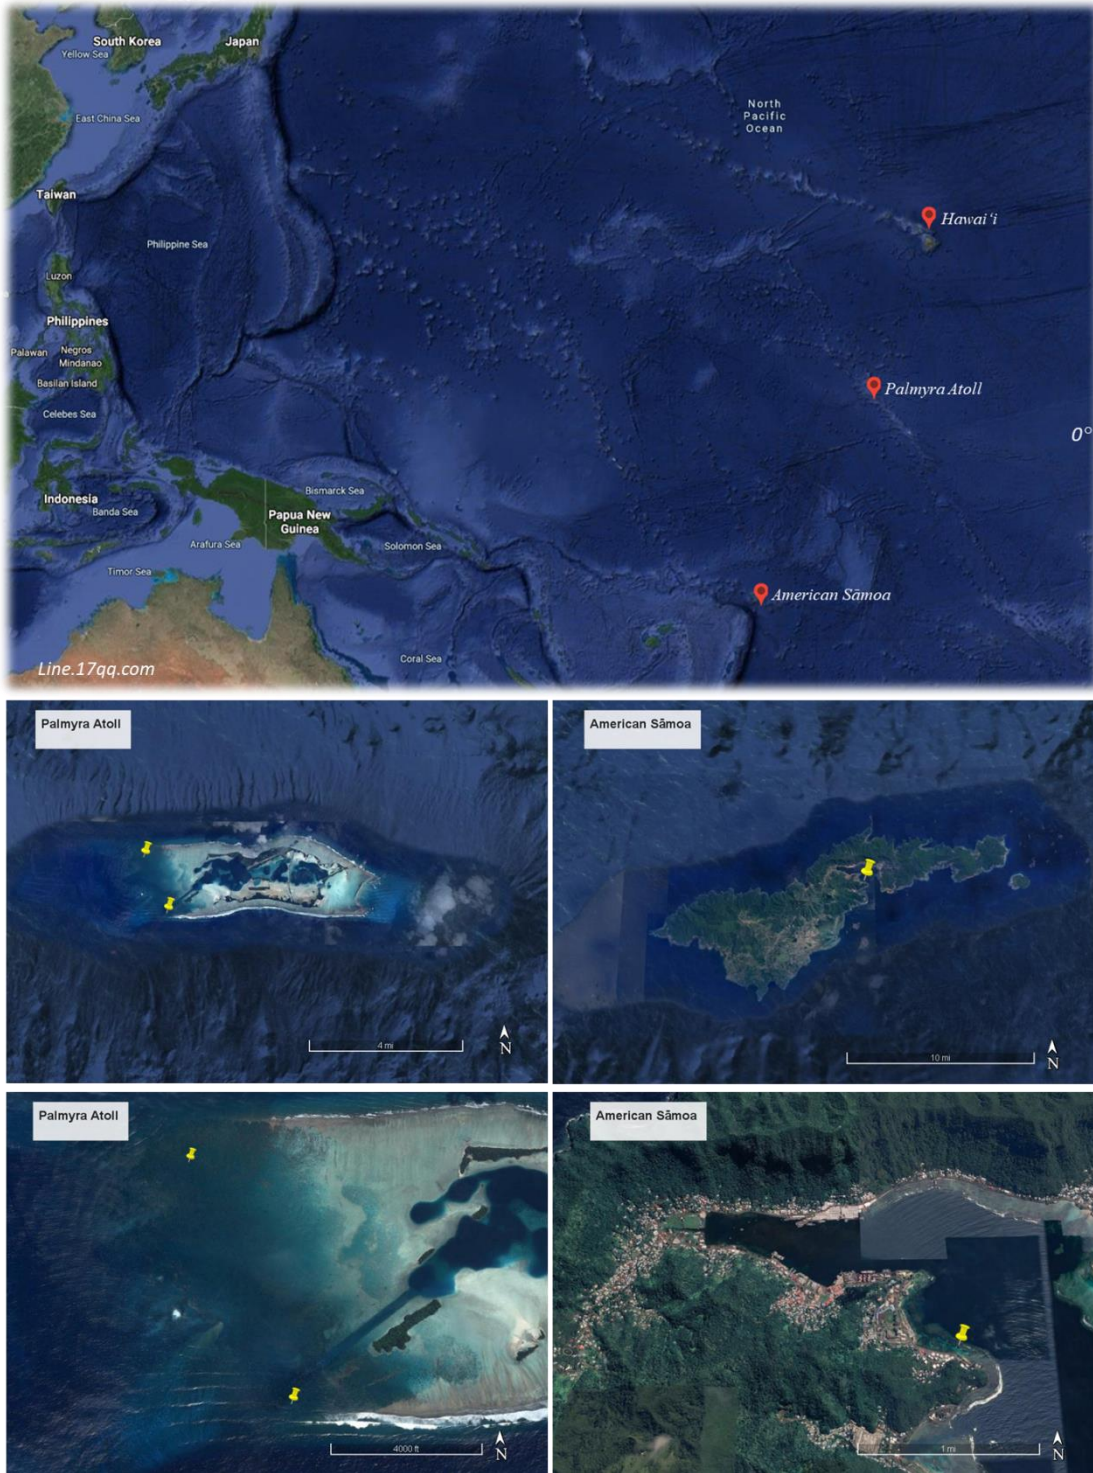 South Korea
Japan
Yellow Sea
North
Pacific
Ocean
East China Sea
Taiwan
Hawai‘i
Philippine Sea
Luzon
Philippines
Palawan
Negros
Mindanao
Basilan Island
Palmyra Atoll
Celebes Sea
0°
Indonesia
Bismarck Sea
Banda Sea
Papua New
Guinea
Arafura Sea
Solomon Sea
Timor Sea
American Sāmoa
Coral Sea
Line.17qq.com
Palmyra Atoll
4 mi
N
American Sāmoa
10 mi
N
Palmyra Atoll
4000 ft
N
American Sāmoa
1 mi
N